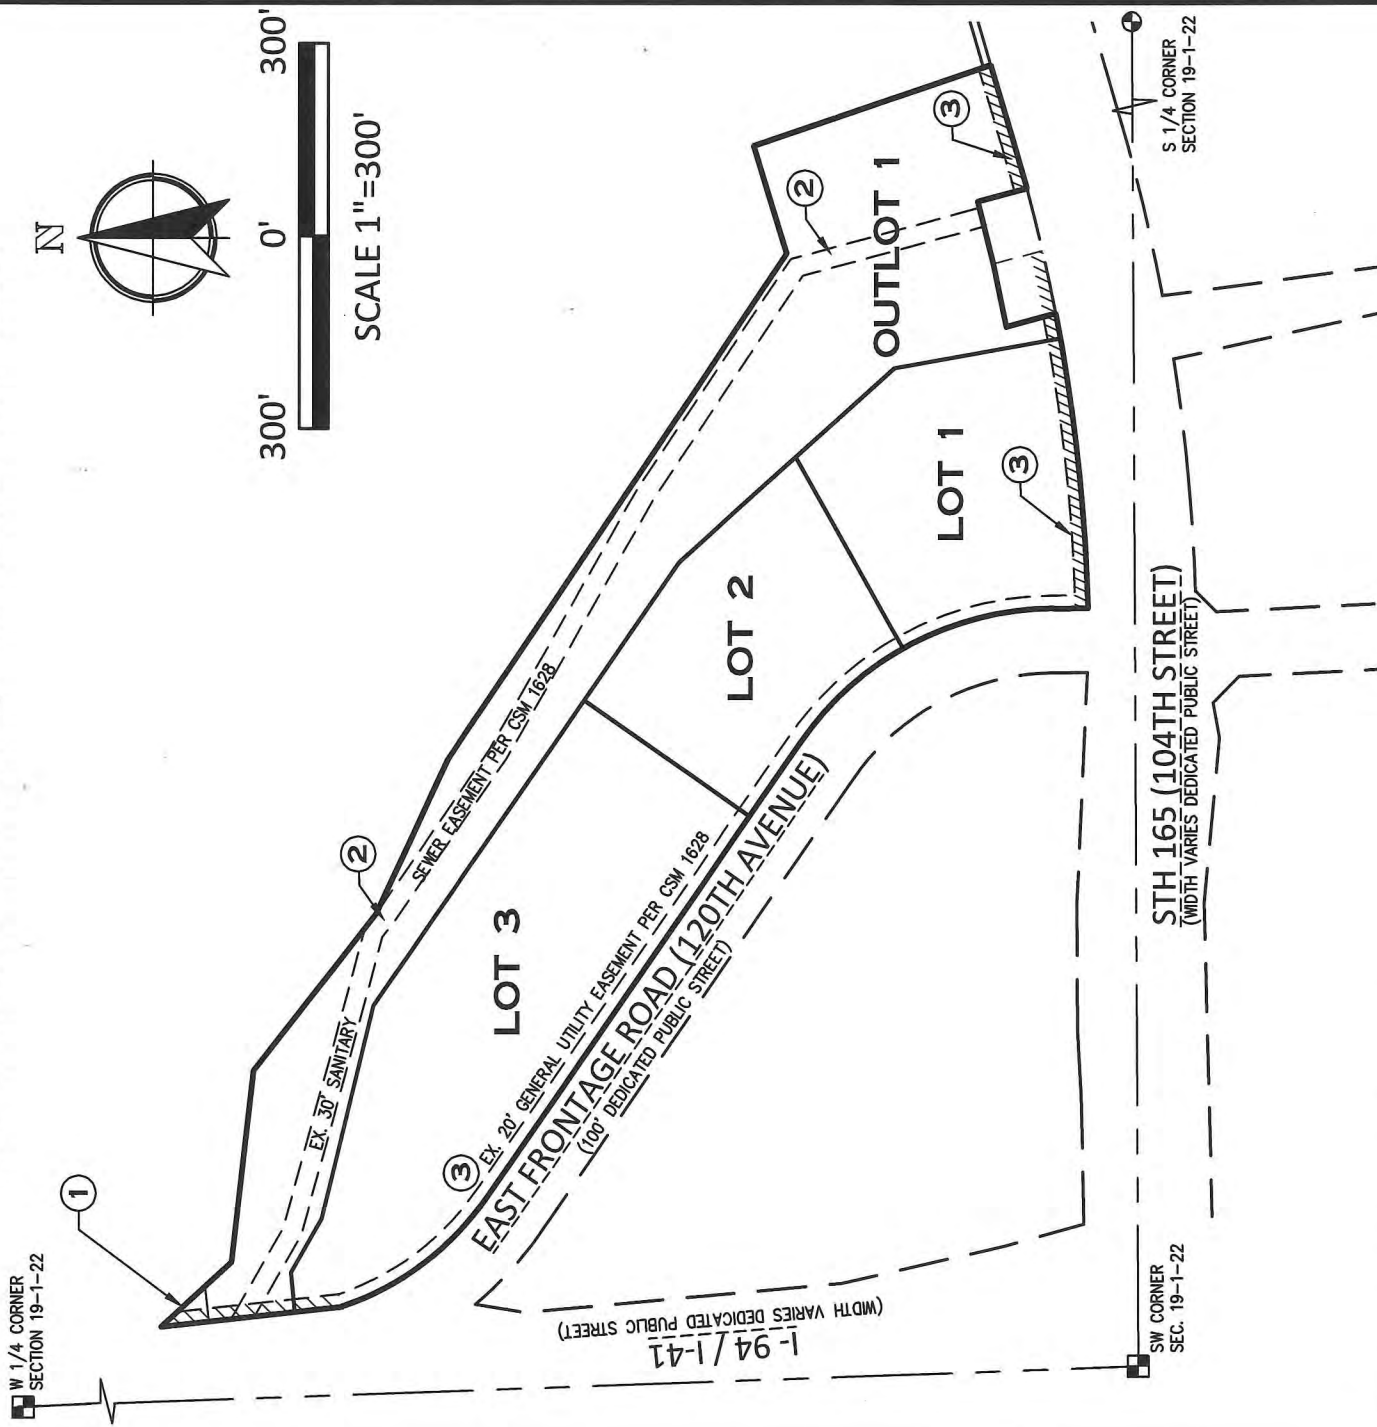 W 1/4 CORNER
SECTION 19-1-22
N
300'
0'
300'
SCALE 1"=300'
1
2
EX. 30' SANITARY
SEWER EASEMENT PER CSM 1628
2
OUTLOT 1
3
LOT 1
3
LOT 2
LOT 3
3
EX. 20' GENERAL UTILITY EASEMENT PER CSM 1628
EAST FRONTAGE ROAD (120TH AVENUE)
(100' DEDICATED PUBLIC STREET)
I-94 / I-41
(WIDTH VARIES DEDICATED PUBLIC STREET)
STH 165 (104TH STREET)
(WIDTH VARIES DEDICATED PUBLIC STREET)
SW CORNER
SEC. 19-1-22
S 1/4 CORNER
SECTION 19-1-22